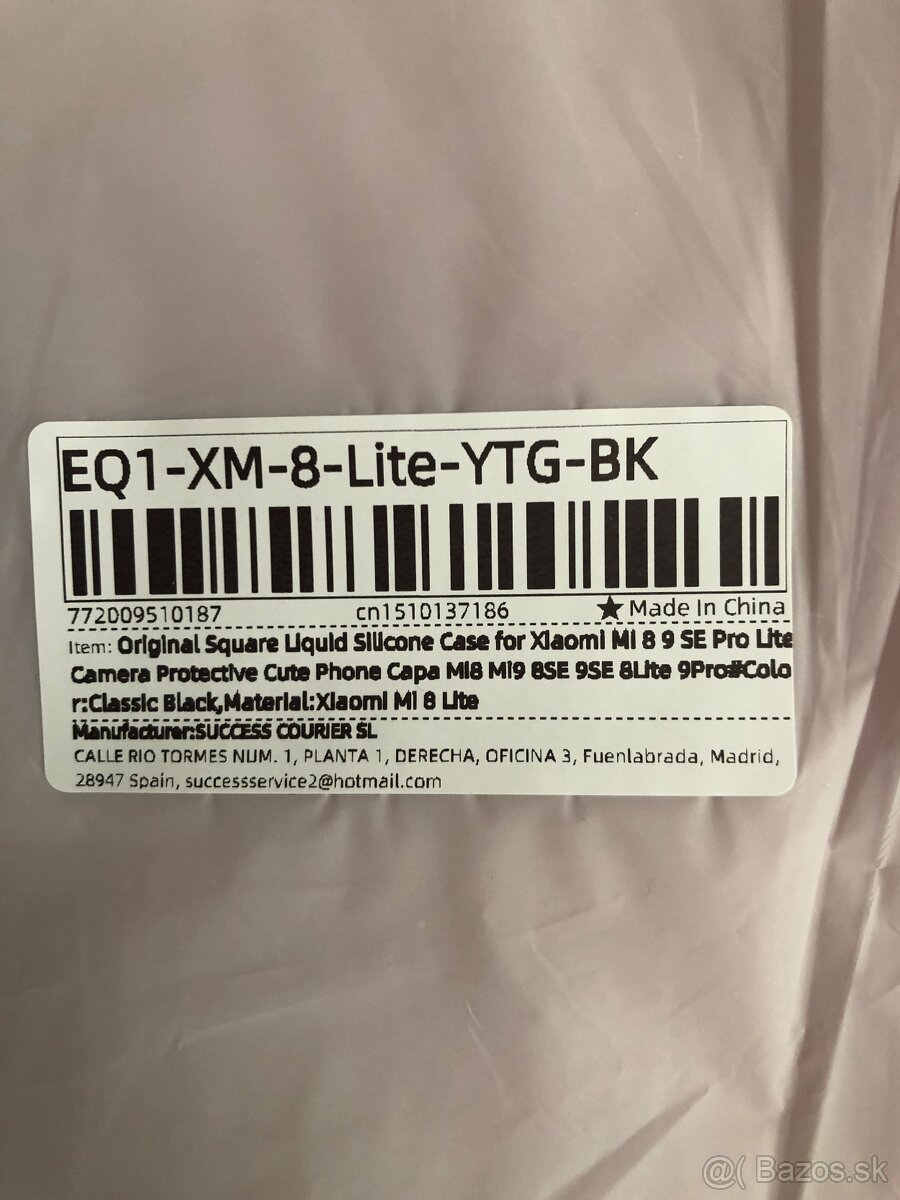 EQ1-XM-8-Lite-YTG-BK
772009510187 cn1510137186 ★ Made In China
Item: Original Square Liquid Silicone Case for Xiaomi Mi 8 9 SE Pro Lite
Camera Protective Cute Phone Capa Mi8 Mi9 8SE 9SE 8Lite 9Pro#Colo
r:Classic Black,Material:Xiaomi Mi 8 Lite
Manufacturer:SUCCESS COURIER SL
CALLE RIO TORMES NUM. 1, PLANTA 1, DERECHA, OFICINA 3, Fuenlabrada, Madrid,
28947 Spain, successservice2@hotmail.com
@( Bazos.sk